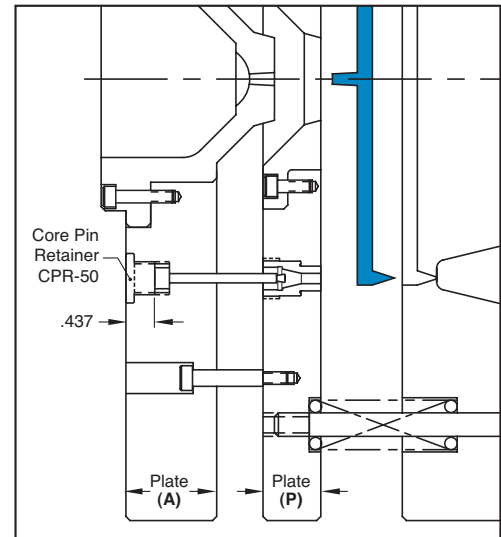 Core Pin
Retainer
CPR-50
.437
Plate
(A)
Plate
(P)